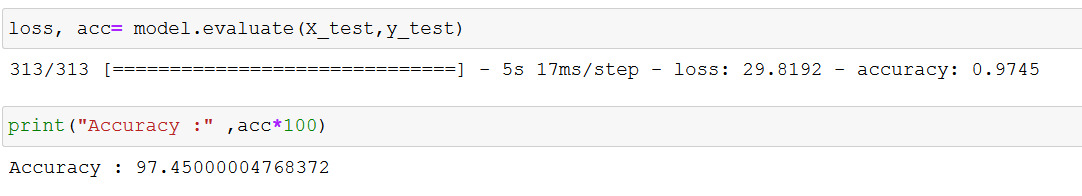 loss, acc= model.evaluate(X_test,y_test)
313/313 [==============================] - 5s 17ms/step - loss: 29.8192 - accuracy: 0.9745
print("Accuracy :" ,acc*100)
Accuracy : 97.45000004768372